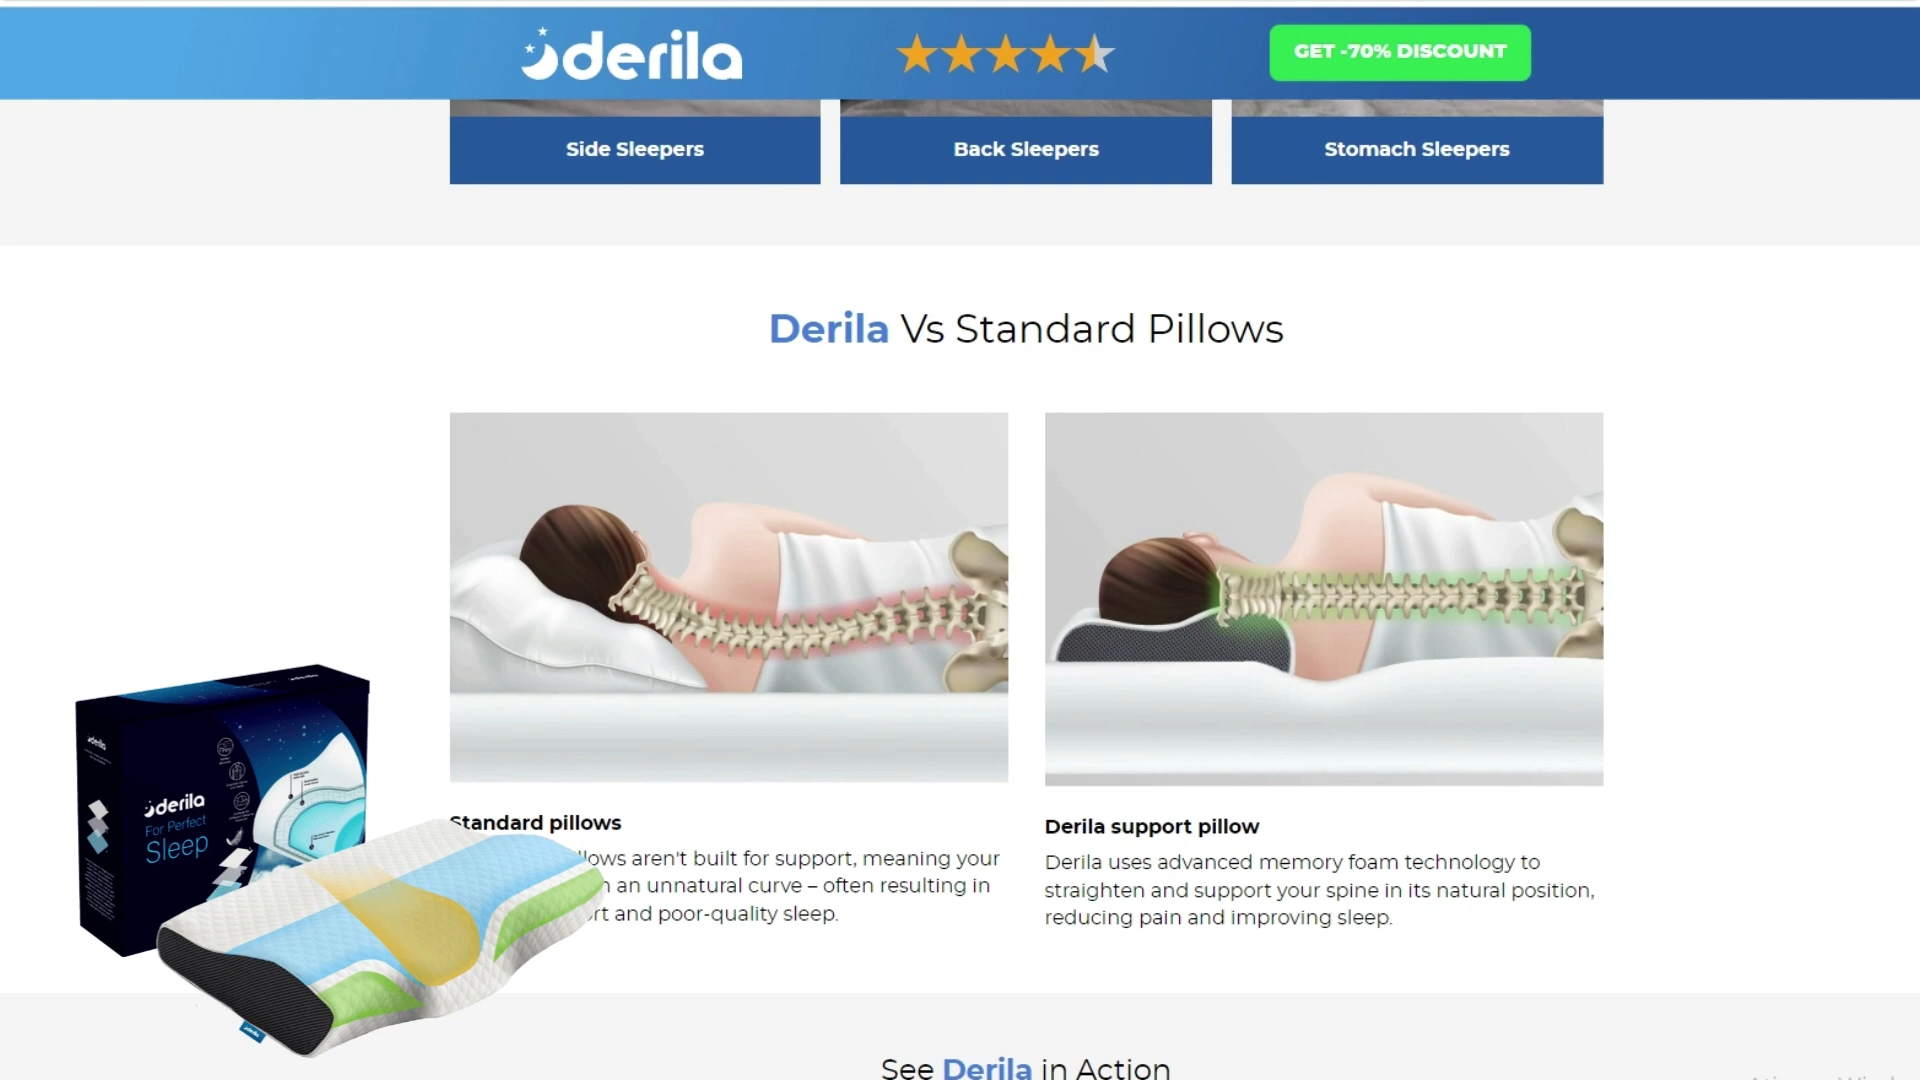 derila
GET -70% DISCOUNT
Side Sleepers
Back Sleepers
Stomach Sleepers
Derila Vs Standard Pillows
Standard pillows
aren't built for support, meaning your
an unnatural curve – often resulting in
and poor-quality sleep.
Derila support pillow
Derila uses advanced memory foam technology to
straighten and support your spine in its natural position,
reducing pain and improving sleep.
derila
For Perfect
Sleep
derila
See Derila in Action